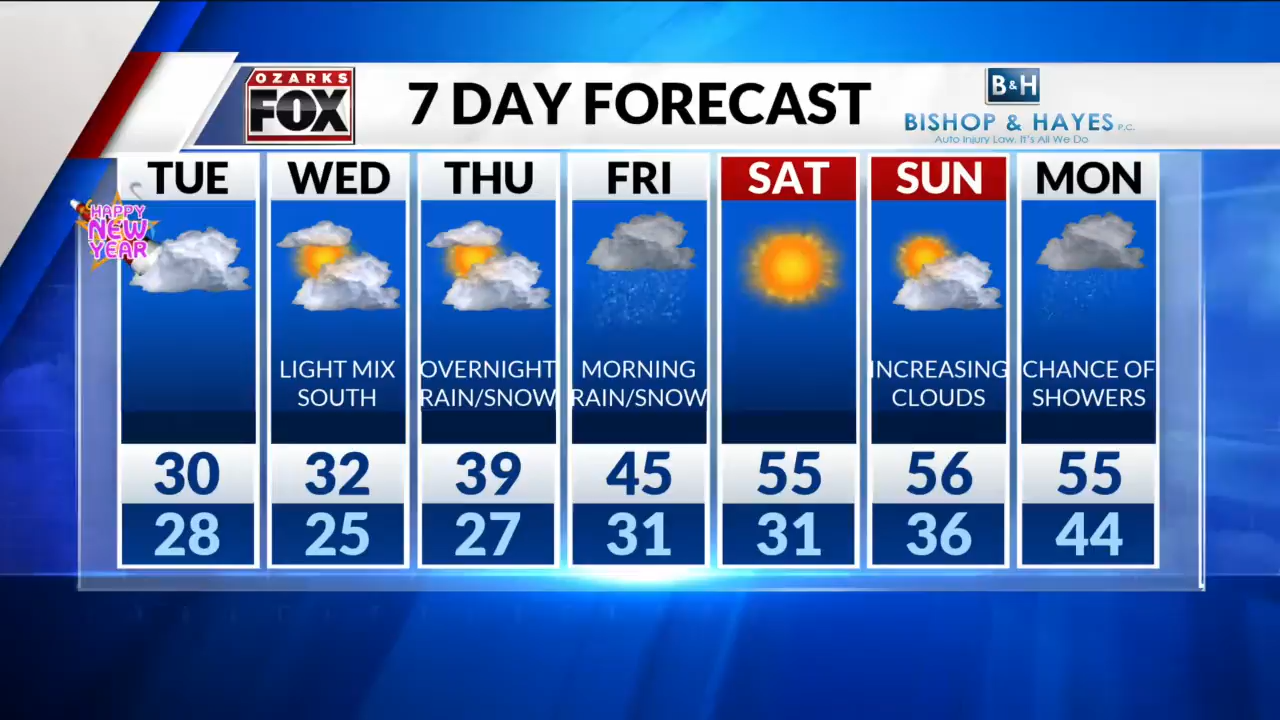 OZARKS
FOX
7 DAY FORECAST
B&H
BISHOP & HAYES P.C.
Auto Injury Law, It's All We Do
TUE WED THU FRI SAT SUN MON
HAPPY
NEW
YEAR
LIGHT MIX OVERNIGHT MORNING INCREASING CHANCE OF
SOUTH RAIN/SNOW RAIN/SNOW CLOUDS SHOWERS
30 32 39 45 55 56 55
28 25 27 31 31 36 44